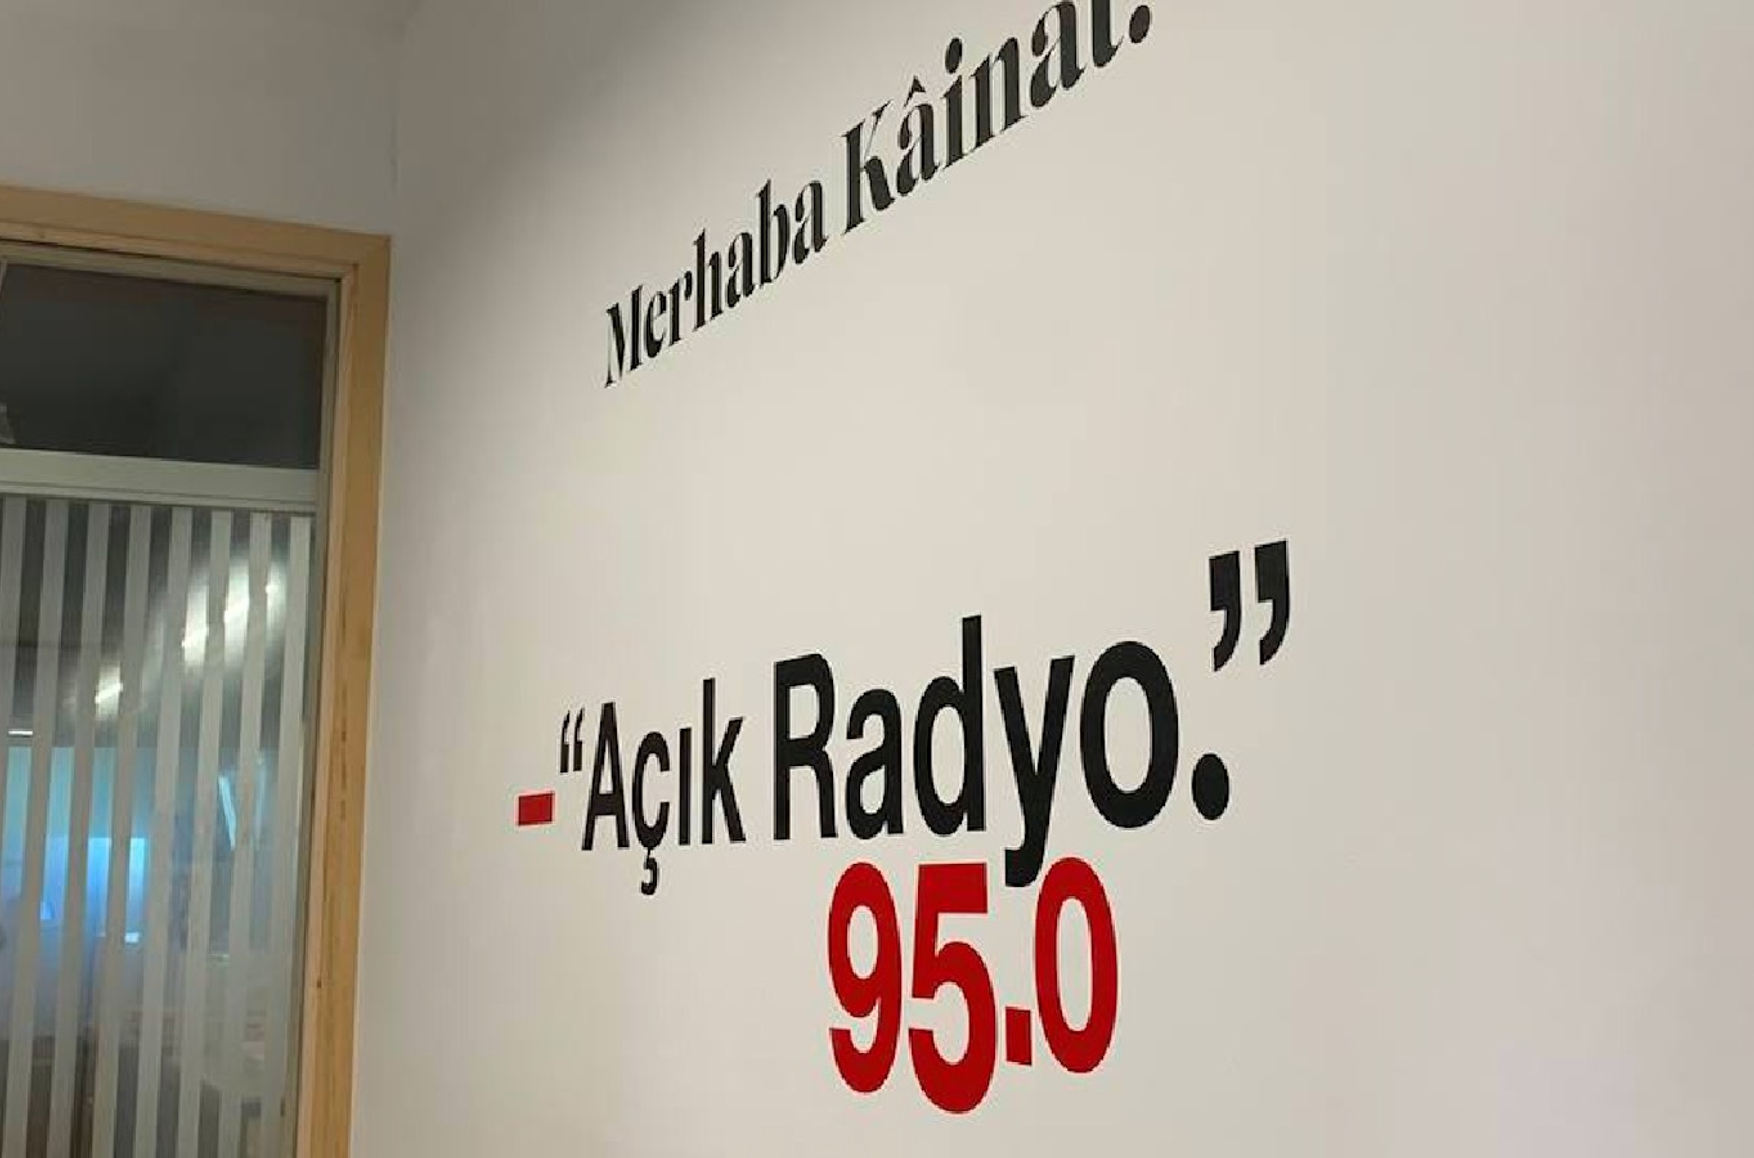 Merhaba Kâinat.
-“Açık Radyo.”
95.0